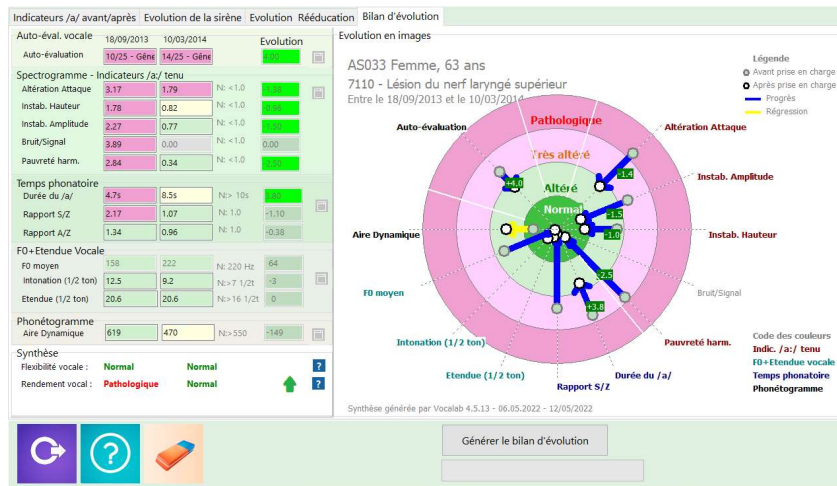 Indicateurs /a/ avant/après Evolution de la sirène Evolution Rééducation Bilan d'évolution
Auto-éval. vocale 18/09/2013 10/03/2014 Evolution
Auto-évaluation 10/25 - Gêne 14/25 - Gêne 4.00
Spectrogramme - Indicateurs /a:/ tenu
Altération Attaque 3.17 1.79 N: <1.0 -1.38
Instab. Hauteur 1.78 0.82 N: <1.0 -0.96
Instab. Amplitude 2.27 0.77 N: <1.0 -1.50
Bruit/Signal 3.89 0.00 N: <1.0 0.00
Pauvreté harm. 2.84 0.34 N: <1.0 -2.50
Temps phonatoire
Durée du /a/ 4.7s 8.5s N:> 10s 3.80
Rapport S/Z 2.17 1.07 N: 1.0 -1.10
Rapport A/Z 1.34 0.96 N: 1.0 -0.38
F0+Etendue Vocale
F0 moyen 158 222 N: 220 Hz 64
Intonation (1/2 ton) 12.5 9.2 N:>7 1/2t -3
Etendue (1/2 ton) 20.6 20.6 N:>16 1/2t 0
Phonétogramme
Aire Dynamique 619 470 N:>550 -149
Synthèse
Flexibilité vocale : Normal Normal ?
Rendement vocal : Pathologique Normal ?
Evolution en images
AS033 Femme, 63 ans
7110 - Lésion du nerf laryngé supérieur
Entre le 18/09/2013 et le 10/03/2014
Légende
Avant prise en charge
Après prise en charge
Progrès
Régression
Pathologique
Très altéré
Altéré
Normal
Auto-évaluation
Altération Attaque
Instab. Amplitude
Instab. Hauteur
Bruit/Signal
Pauvreté harm.
Durée du /a/
Rapport S/Z
Etendue (1/2 ton)
Intonation (1/2 ton)
F0 moyen
Aire Dynamique
+4.0
-1.4
-1.5
-1.0
-2.5
+3.8
Code des couleurs
Indic. /a:/ tenu
F0+Etendue vocale
Temps phonatoire
Phonétogramme
Synthèse générée par Vocalab 4.5.13 - 06.05.2022 - 12/05/2022
?
Générer le bilan d'évolution